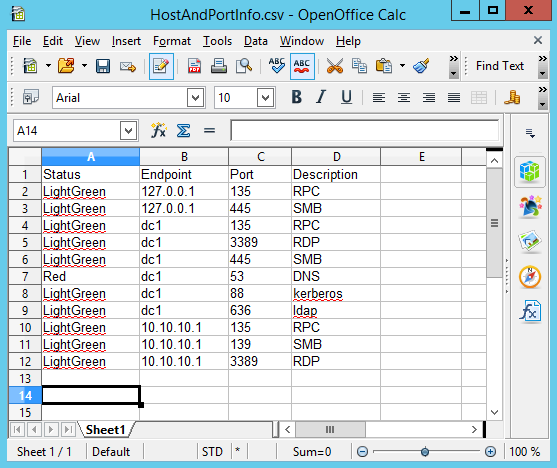 HostAndPortInfo.csv - OpenOffice Calc
File Edit View Insert Format Tools Data Window Help
PDF ABC ABC Find Text
Arial 10 B I U
A14
A B C D E
1 Status Endpoint Port Description
2 LightGreen 127.0.0.1 135 RPC
3 LightGreen 127.0.0.1 445 SMB
4 LightGreen dc1 135 RPC
5 LightGreen dc1 3389 RDP
6 LightGreen dc1 445 SMB
7 Red dc1 53 DNS
8 LightGreen dc1 88 kerberos
9 LightGreen dc1 636 ldap
10 LightGreen 10.10.10.1 135 RPC
11 LightGreen 10.10.10.1 139 SMB
12 LightGreen 10.10.10.1 3389 RDP
13
14
15
Sheet1
Sheet 1 / 1 Default STD * Sum=0 100 %